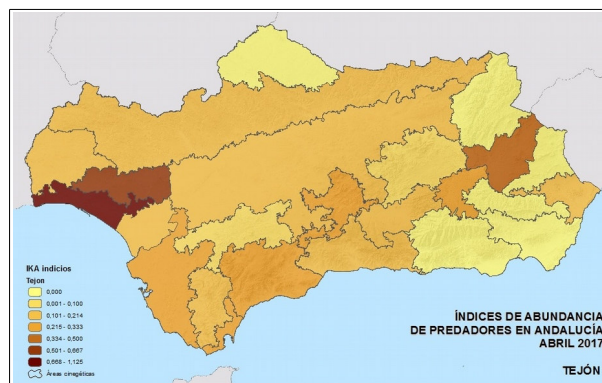 IKA indicios
Tejon
0,000
0,001 - 0,100
0,101 - 0,214
0,215 - 0,333
0,334 - 0,500
0,501 - 0,667
0,668 - 1,125
Áreas cinegéticas
ÍNDICES DE ABUNDANCIA
DE PREDADORES EN ANDALUCÍA
ABRIL 2017
TEJÓN